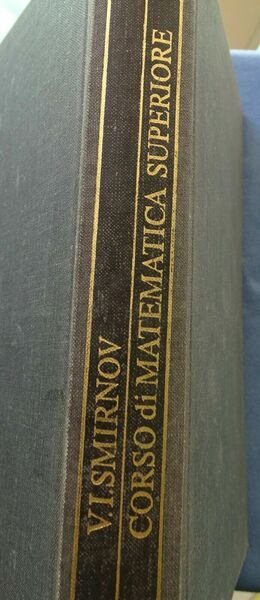 V.I.SMIRNOV
CORSO di MATEMATICA SUPERIORE